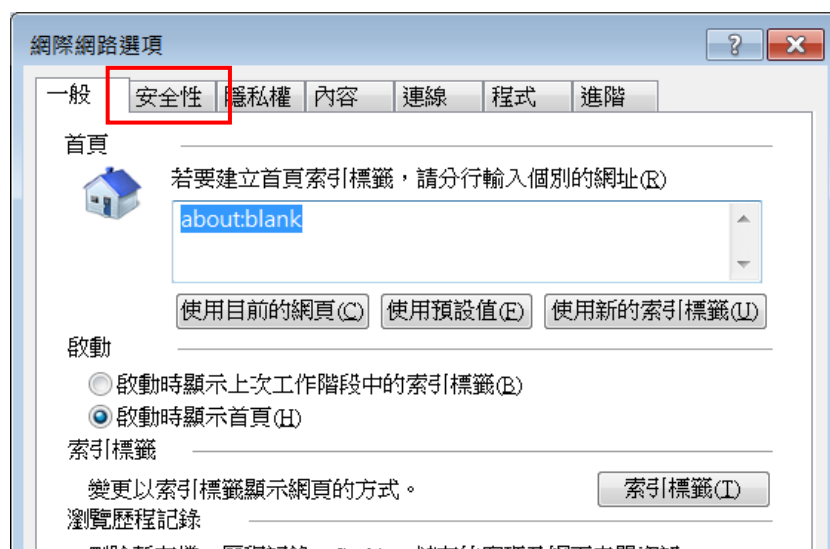 網際網路選項
一般 安全性 隱私權 內容 連線 程式 進階
首頁
若要建立首頁索引標籤，請分行輸入個別的網址(R)
about:blank
使用目前的網頁(C) 使用預設值(F) 使用新的索引標籤(U)
啟動
啟動時顯示上次工作階段中的索引標籤(B)
啟動時顯示首頁(H)
索引標籤
變更以索引標籤顯示網頁的方式。 索引標籤(T)
瀏覽歷程記錄